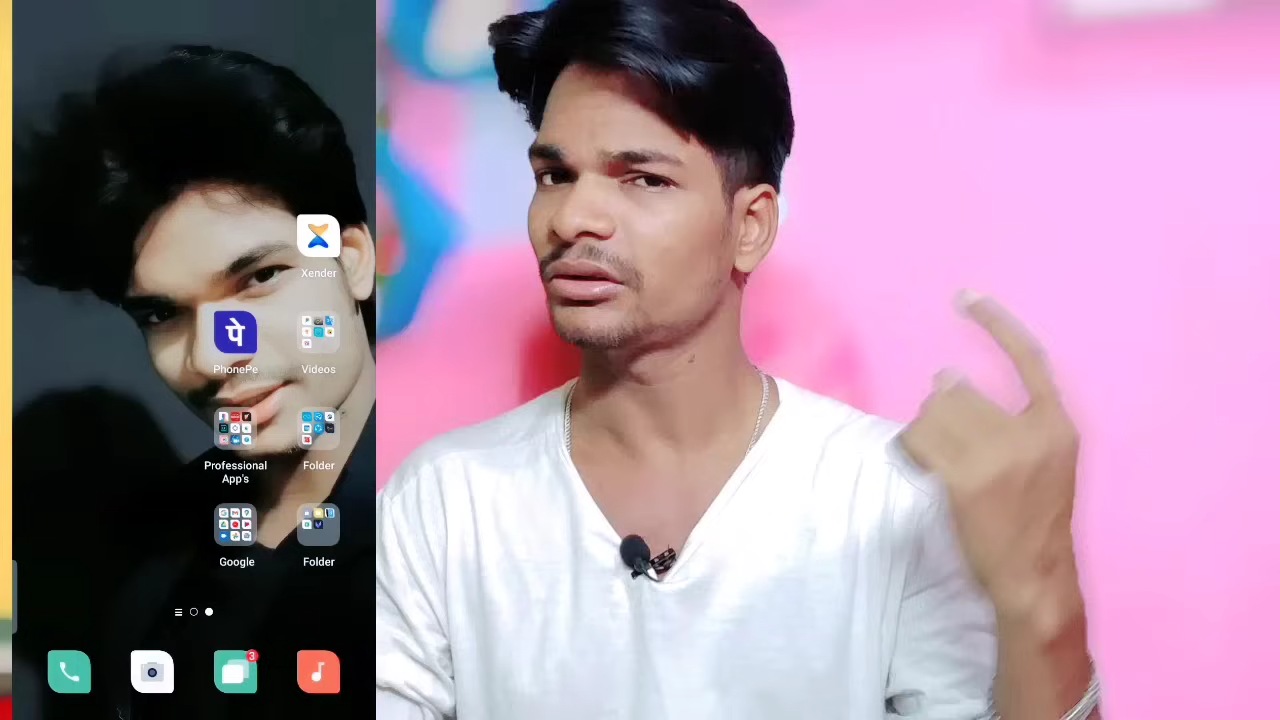 Xender
पे
PhonePe
Videos
Professional
App's
Folder
Google
Folder
3